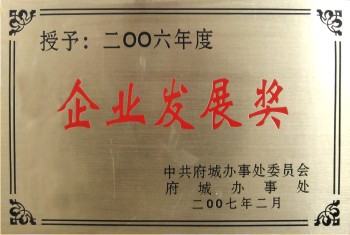 授予：二OO六年度
企业发展奖
中共府城办事处委员会
府城办事处
二OO七年二月